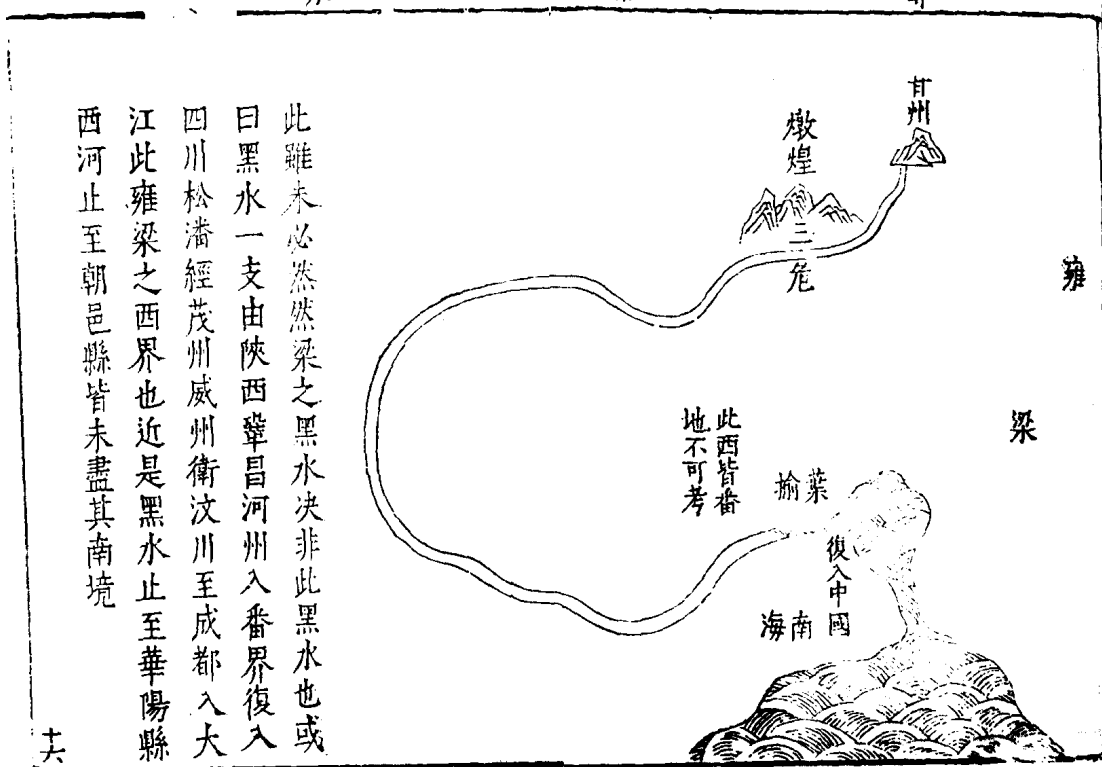 雍
梁
甘州
燉煌
三危
此西皆番
地不可考
葉榆
復入中國
南海
此雖未必然然梁之黑水決非此黑水也或
曰黑水一支由陝西鞏昌河州入番界復入
四川松潘經茂州威州衛汶川至成都入大
江此雍梁之西界也近是黑水止至華陽縣
西河止至朝邑縣皆未盡其南境
十六